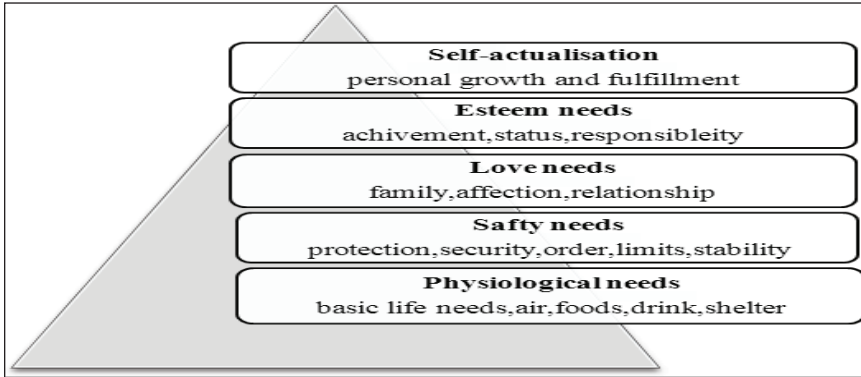 Self-actualisation
personal growth and fulfillment
Esteem needs
achivement,status,responsibleity
Love needs
family,affection,relationship
Safty needs
protection,security,order,limits,stability
Physiological needs
basic life needs,air,foods,drink,shelter